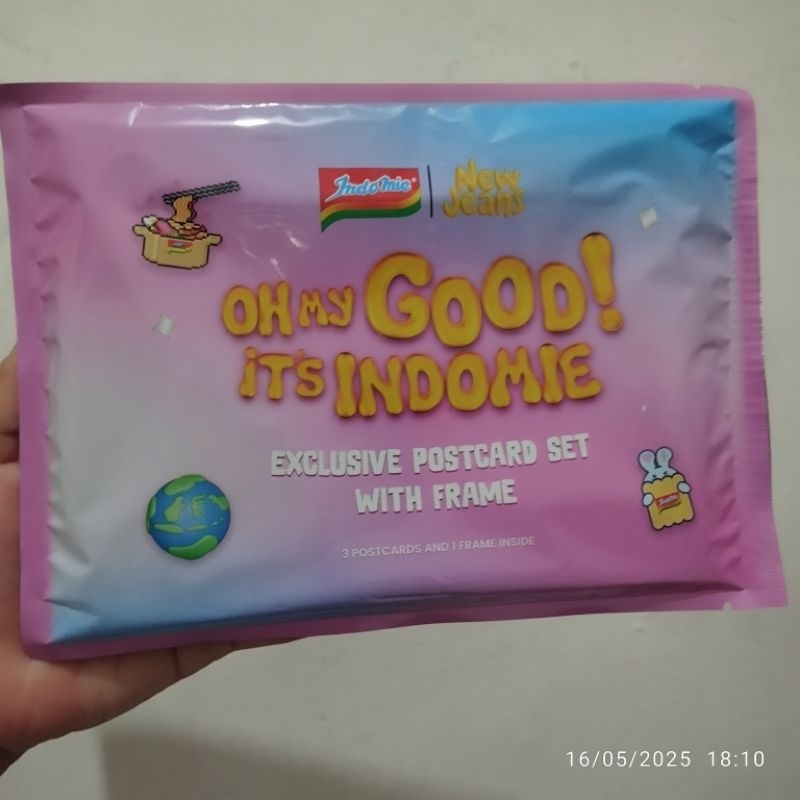 Indomie®
New
Jeans
OH MY GOOD!
iT'S INDOMIE
EXCLUSIVE POSTCARD SET
WITH FRAME
3 POSTCARDS AND 1 FRAME INSIDE
Indomie
16/05/2025 18:10